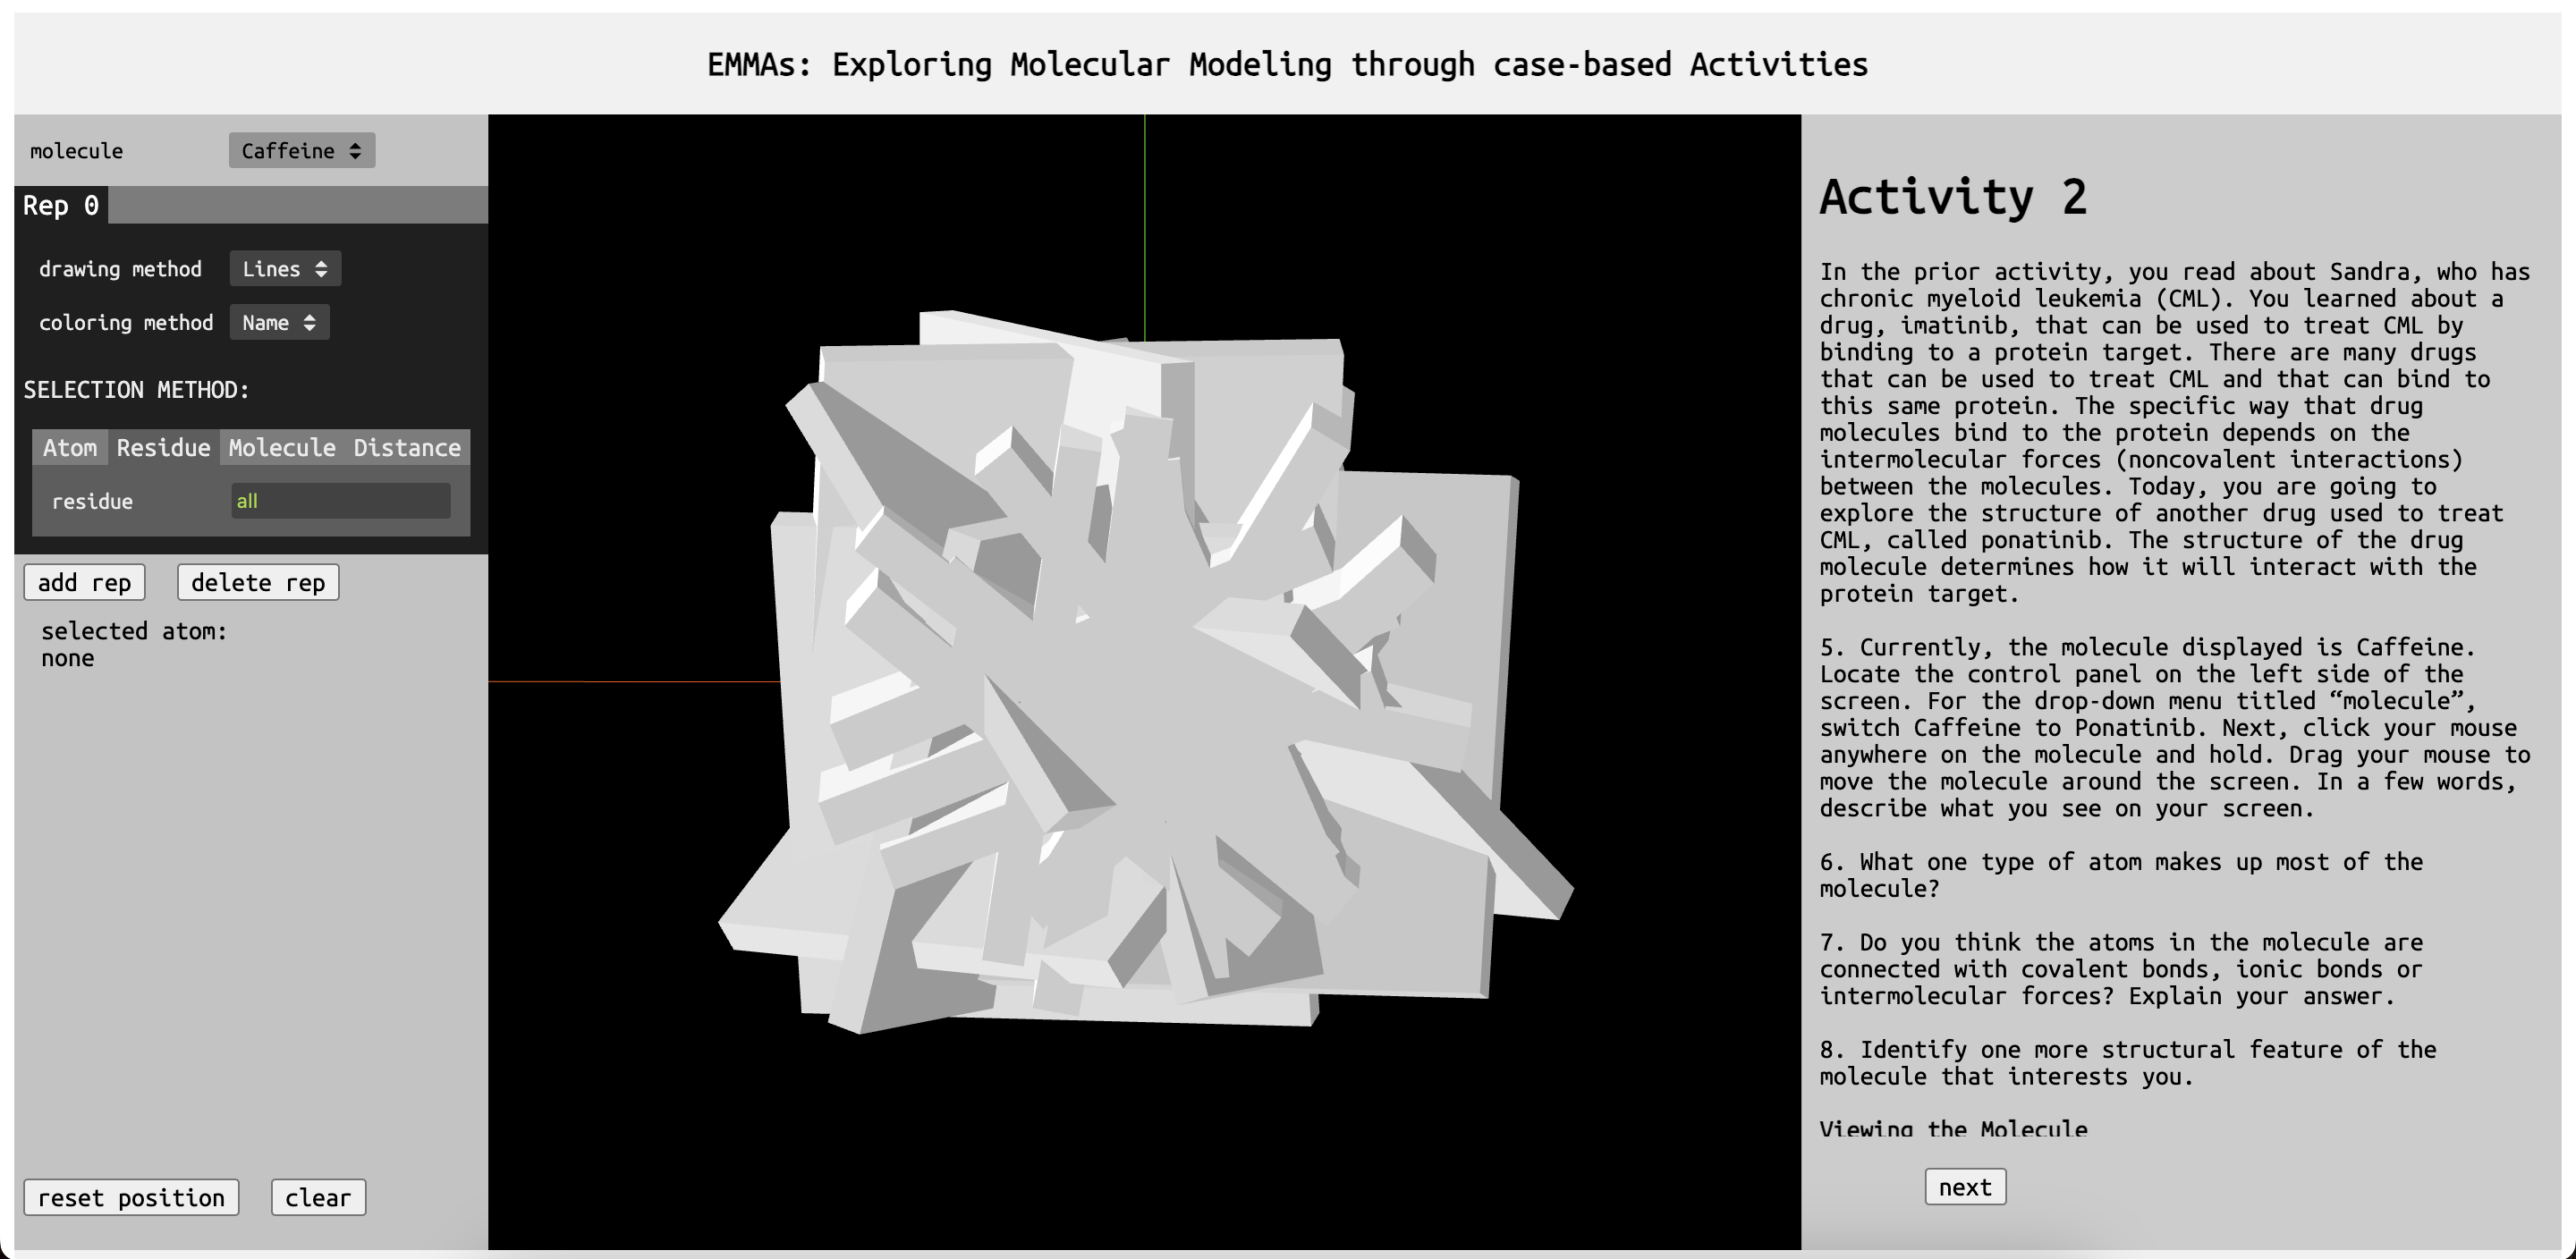 EMMAs: Exploring Molecular Modeling through case-based Activities
molecule
Caffeine
Rep 0
drawing method
Lines
coloring method
Name
SELECTION METHOD:
Atom Residue Molecule Distance
residue
all
add rep
delete rep
selected atom:
none
reset position
clear
Activity 2
In the prior activity, you read about Sandra, who has
chronic myeloid leukemia (CML). You learned about a
drug, imatinib, that can be used to treat CML by
binding to a protein target. There are many drugs
that can be used to treat CML and that can bind to
this same protein. The specific way that drug
molecules bind to the protein depends on the
intermolecular forces (noncovalent interactions)
between the molecules. Today, you are going to
explore the structure of another drug used to treat
CML, called ponatinib. The structure of the drug
molecule determines how it will interact with the
protein target.
5. Currently, the molecule displayed is Caffeine.
Locate the control panel on the left side of the
screen. For the drop-down menu titled “molecule”,
switch Caffeine to Ponatinib. Next, click your mouse
anywhere on the molecule and hold. Drag your mouse to
move the molecule around the screen. In a few words,
describe what you see on your screen.
6. What one type of atom makes up most of the
molecule?
7. Do you think the atoms in the molecule are
connected with covalent bonds, ionic bonds or
intermolecular forces? Explain your answer.
8. Identify one more structural feature of the
molecule that interests you.
Viewing the Molecule
next